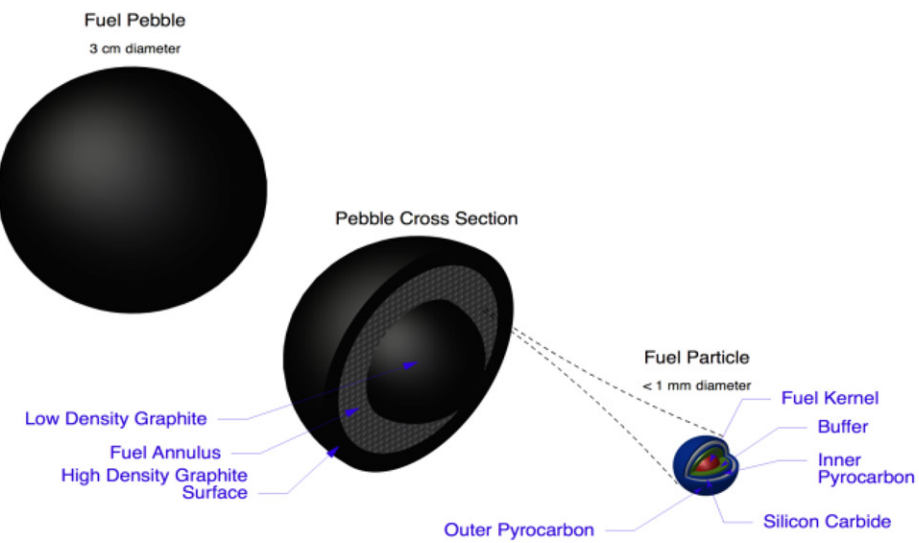 Fuel Pebble
3 cm diameter
Pebble Cross Section
Low Density Graphite
Fuel Annulus
High Density Graphite
Surface
Fuel Particle
< 1 mm diameter
Fuel Kernel
Buffer
Inner
Pyrocarbon
Silicon Carbide
Outer Pyrocarbon